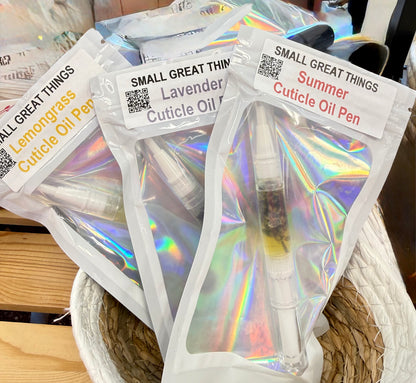 SMALL GREAT THINGS
Lemongrass
Cuticle Oil Pen
SMALL GREAT THINGS
Lavender
Cuticle Oil
SMALL GREAT THINGS
Summer
Cuticle Oil Pen